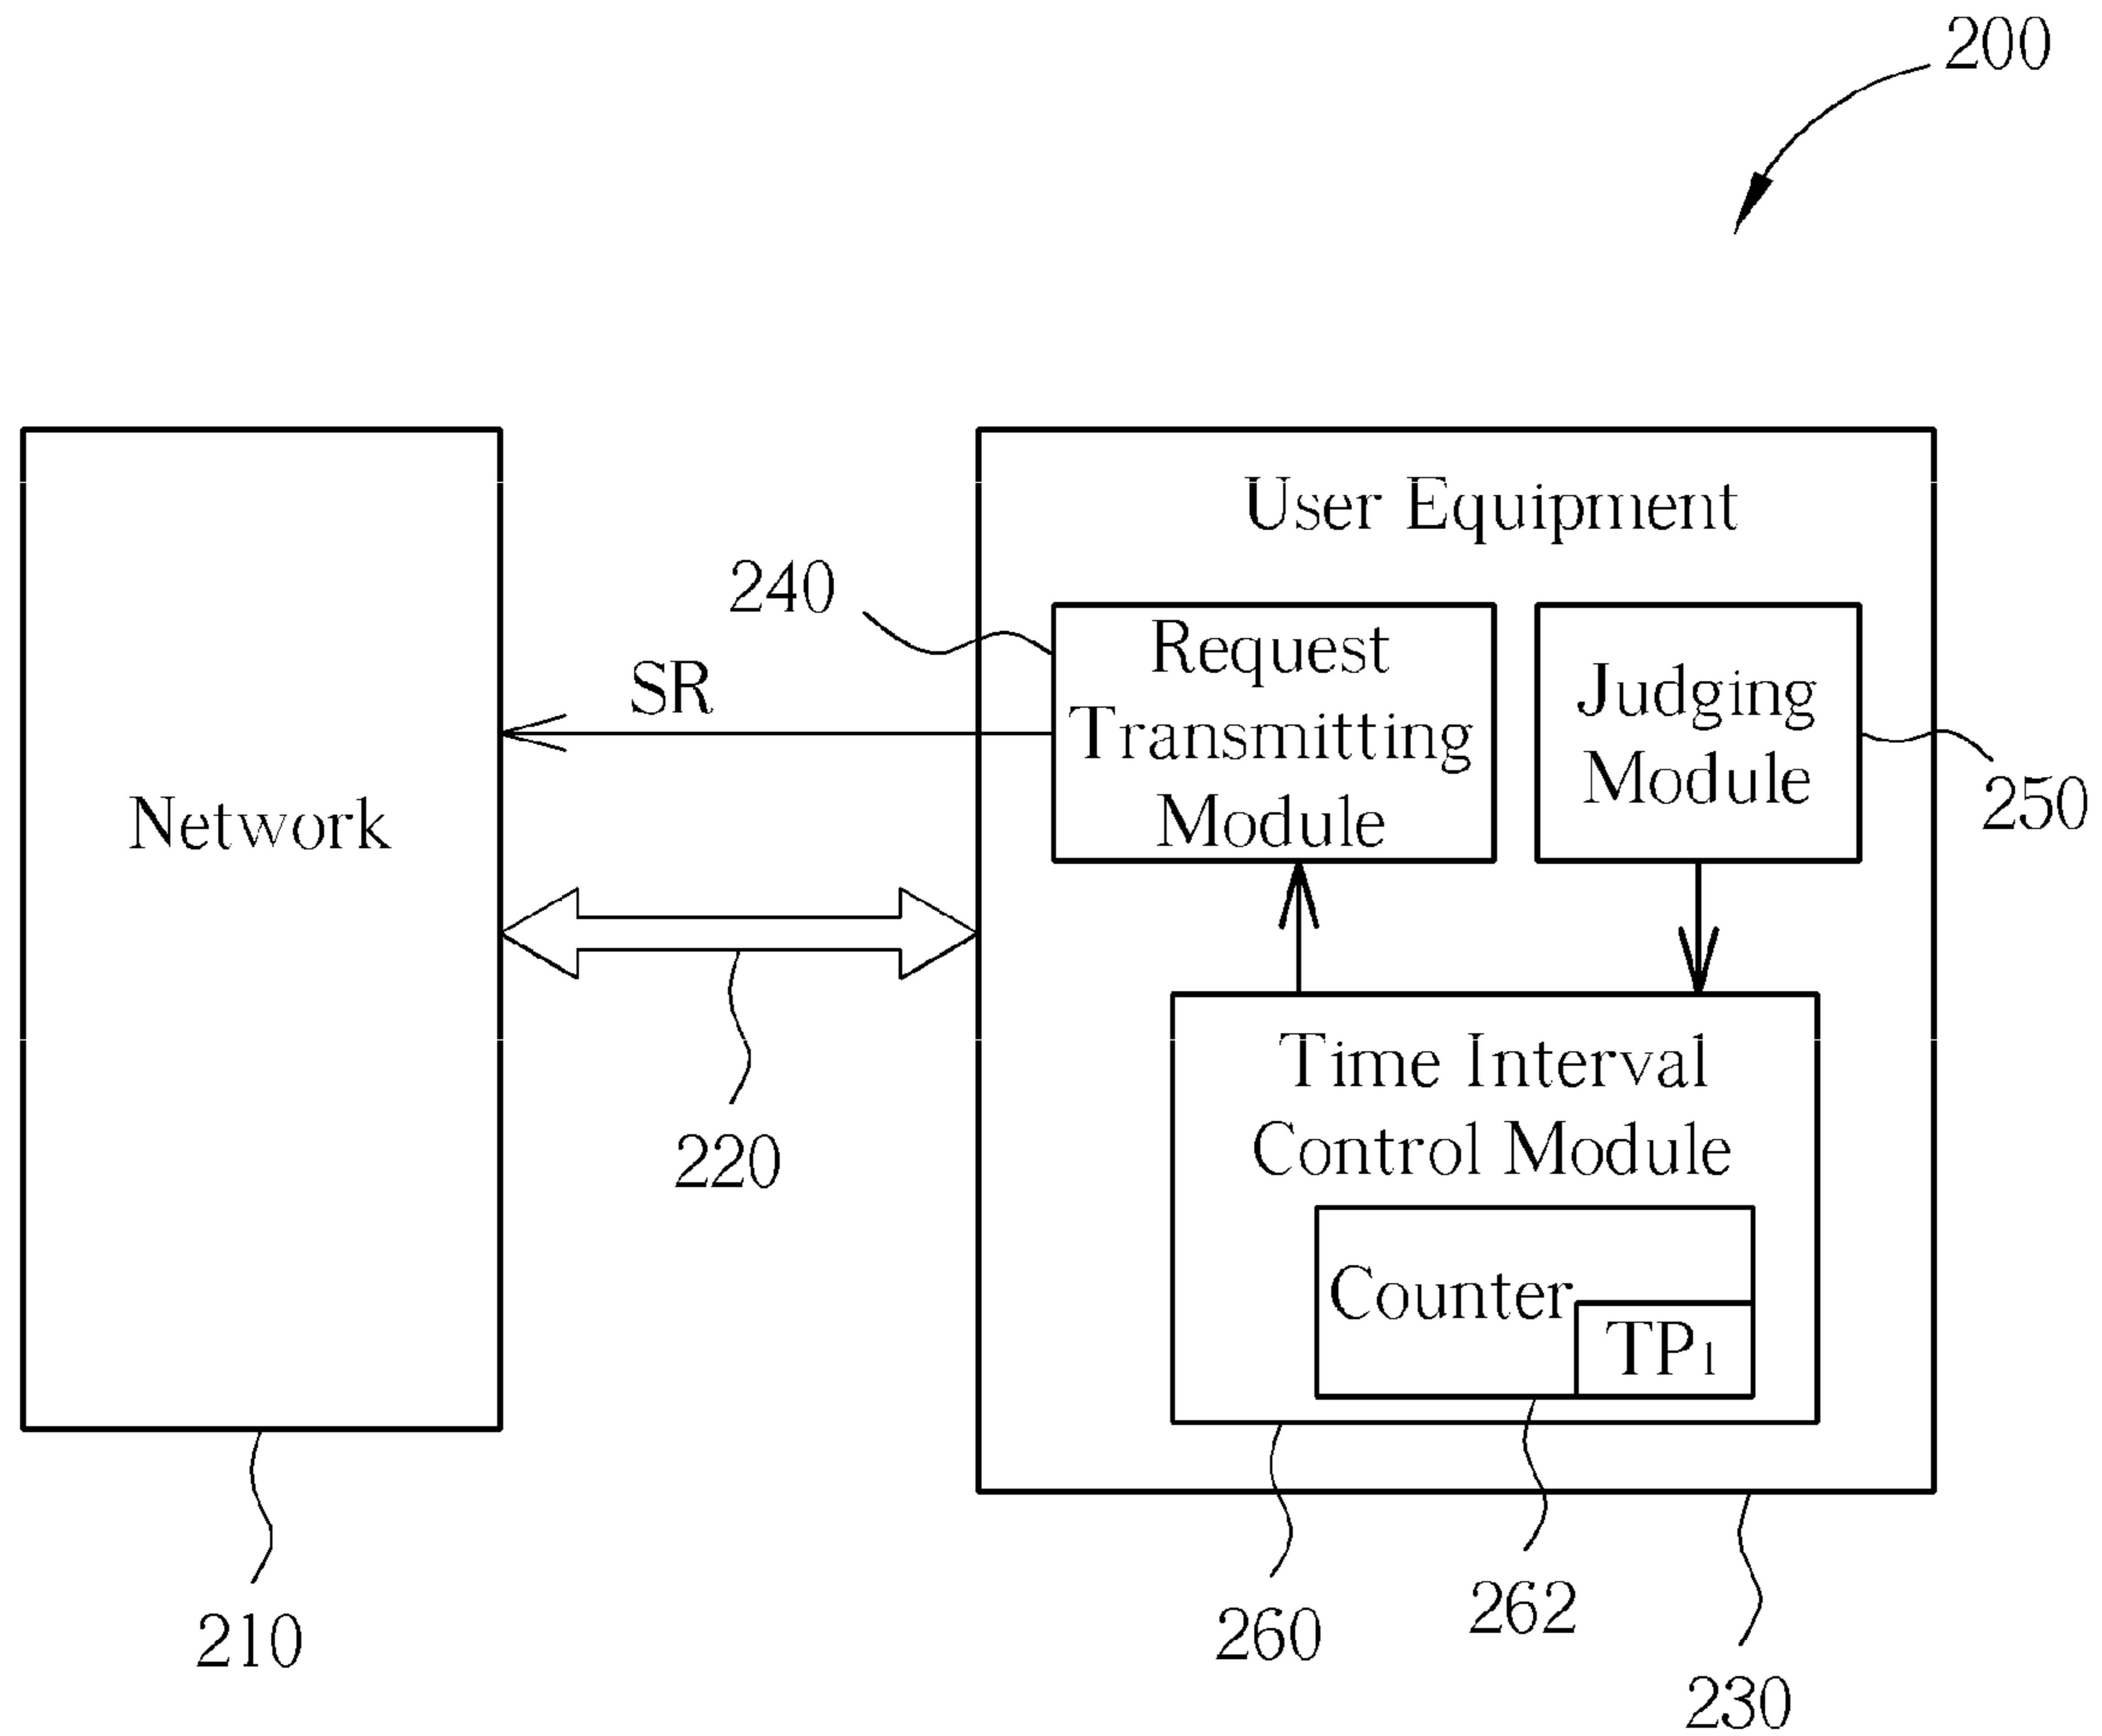 200
User Equipment
240
Request
Transmitting
Module
Judging
Module
SR
250
Network
Time Interval
Control Module
220
Counter
TP₁
210
260
262
230